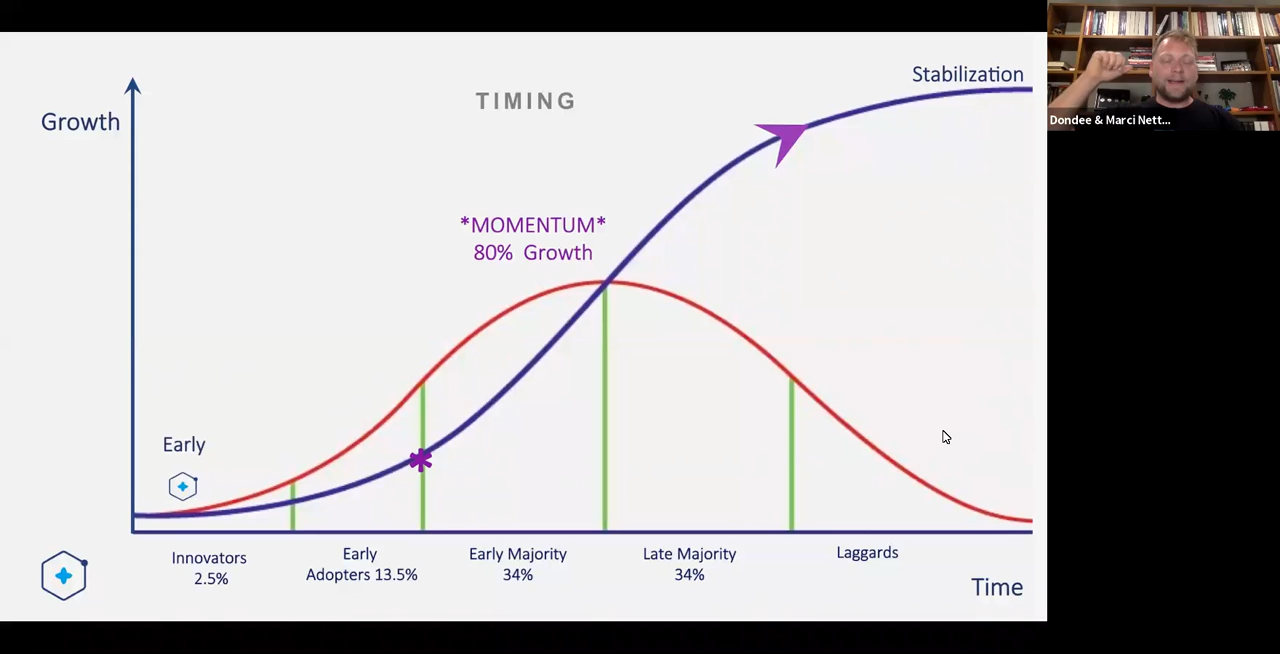 TIMING
Stabilization
Growth
*MOMENTUM*
80% Growth
Early
Innovators
2.5%
Early
Adopters 13.5%
Early Majority
34%
Late Majority
34%
Laggards
Time
Dondee & Marci Nett...